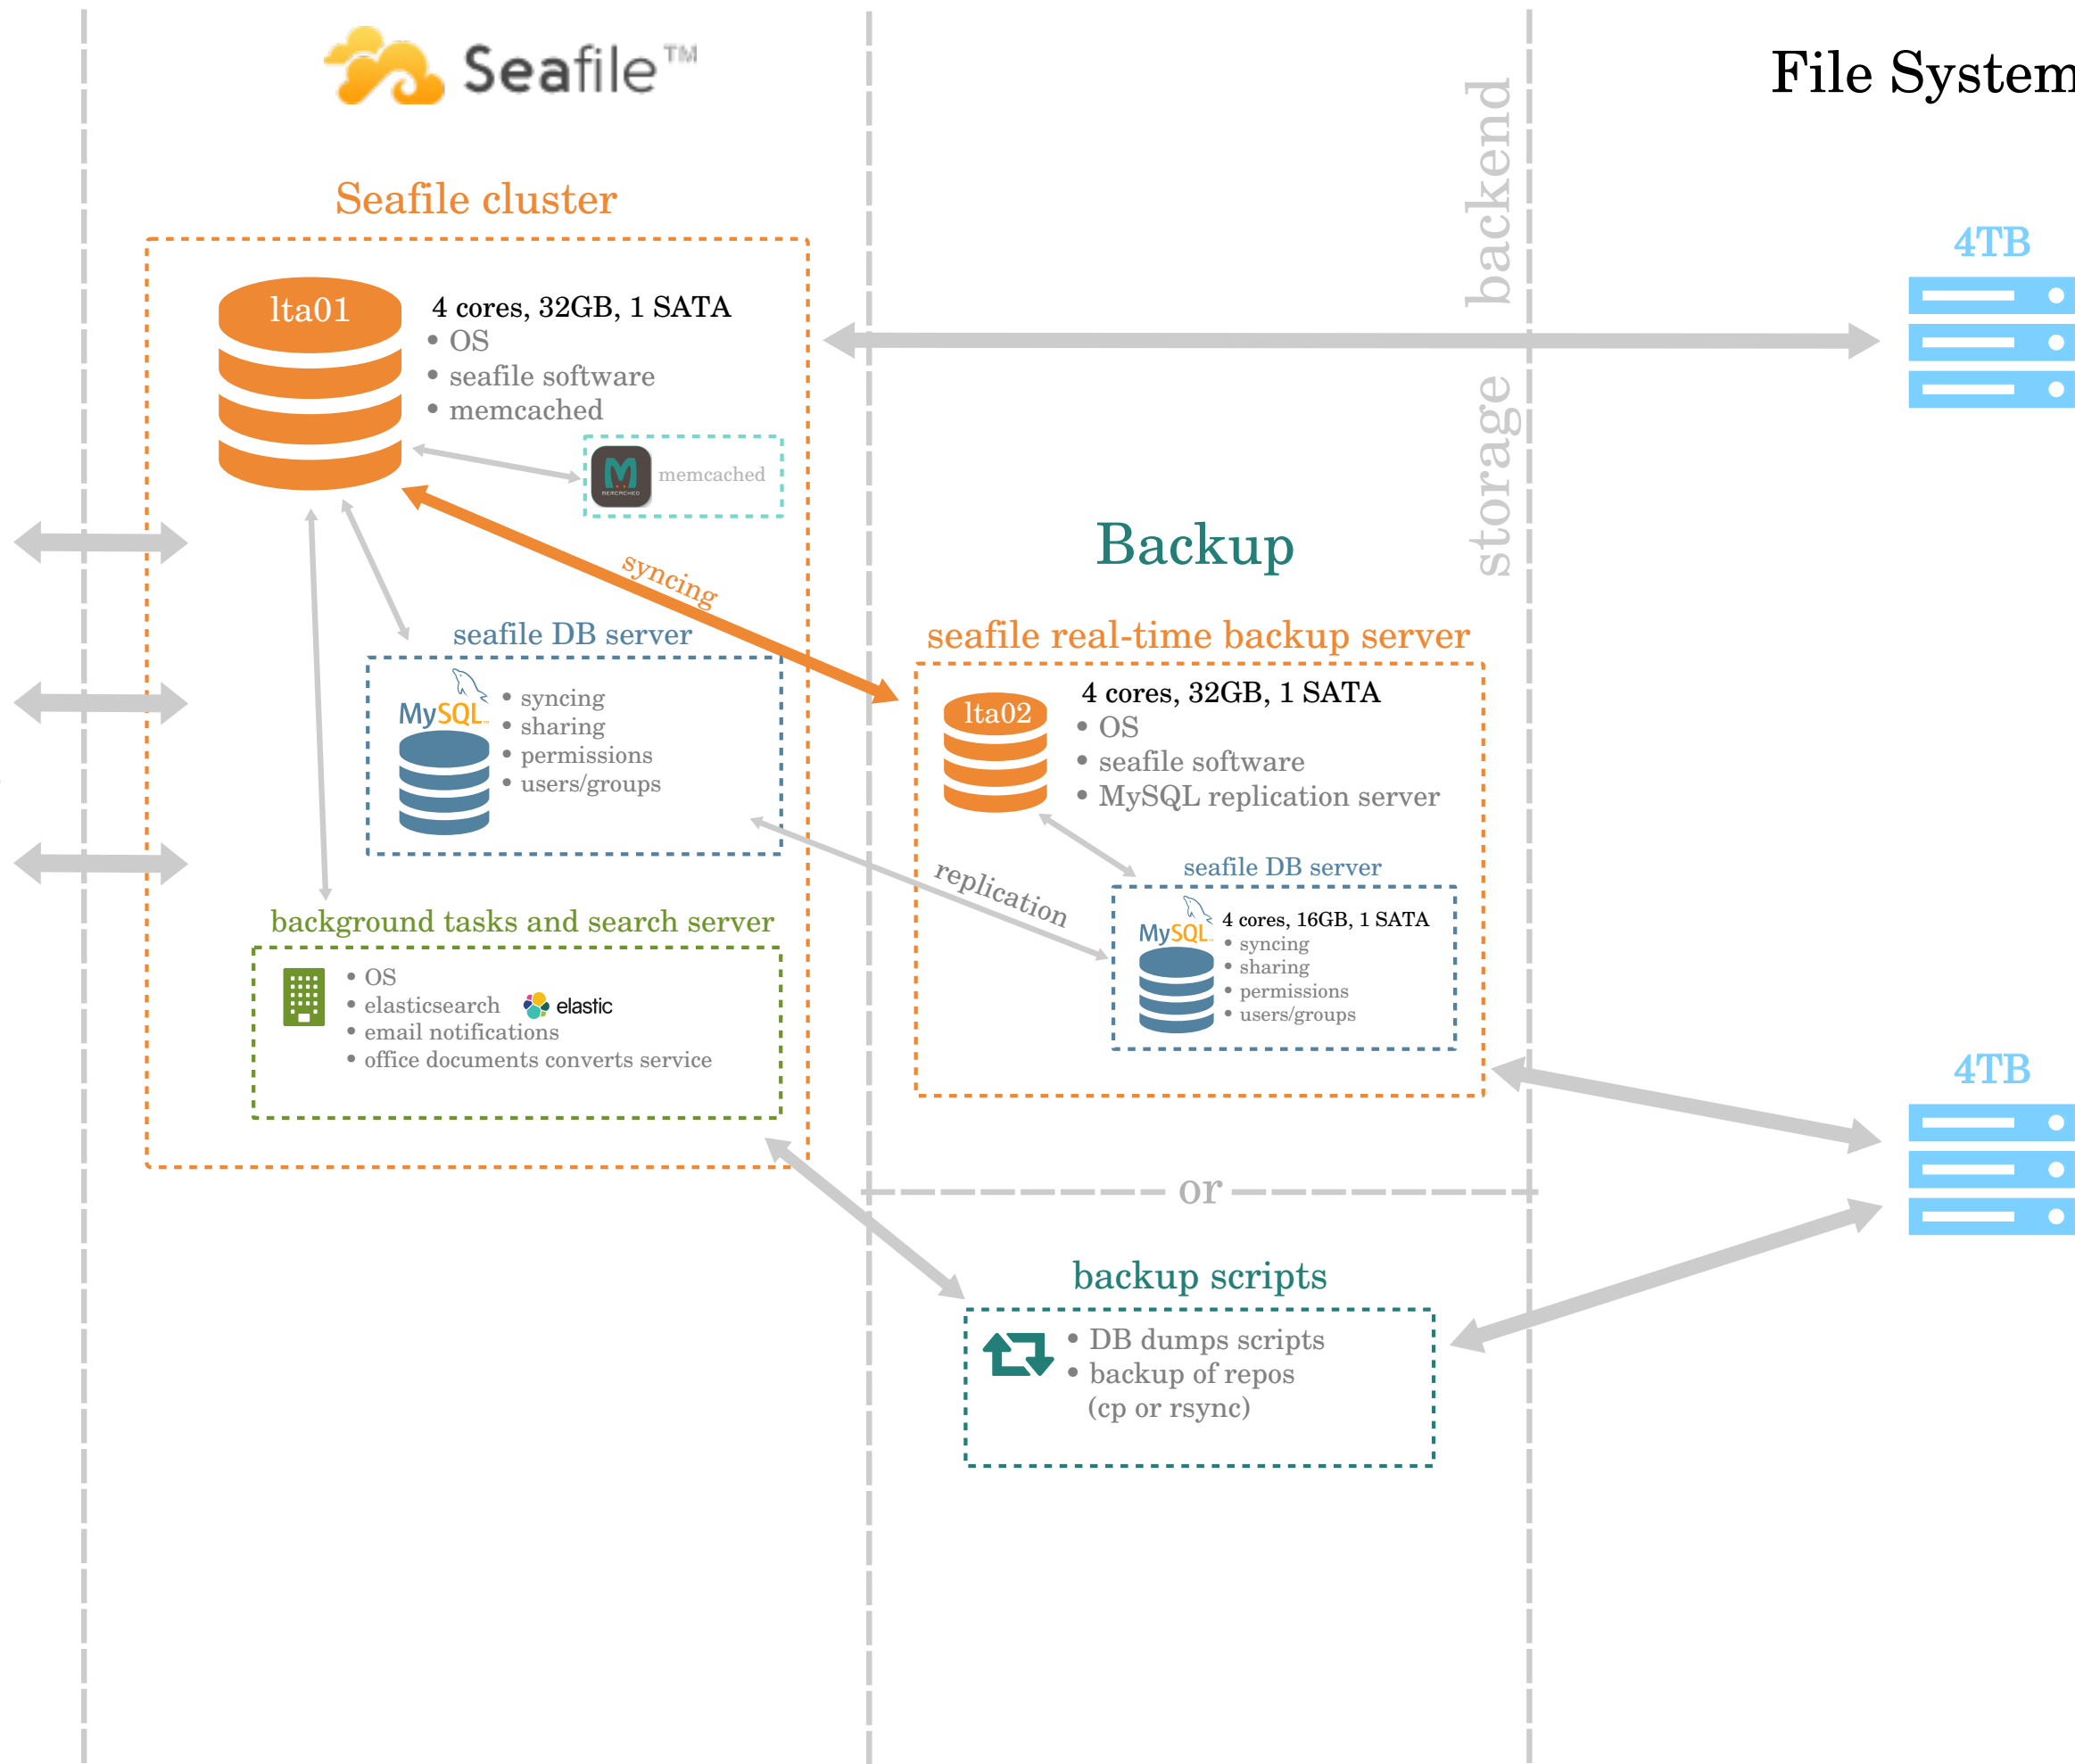 Seafile™
File System
Seafile cluster
storage backend
4TB
lta01
4 cores, 32GB, 1 SATA
• OS
• seafile software
• memcached
MEMCACHED
memcached
syncing
Backup
seafile DB server
MySQL™
• syncing
• sharing
• permissions
• users/groups
seafile real-time backup server
lta02
4 cores, 32GB, 1 SATA
• OS
• seafile software
• MySQL replication server
replication
seafile DB server
MySQL™
4 cores, 16GB, 1 SATA
• syncing
• sharing
• permissions
• users/groups
background tasks and search server
• OS
• elasticsearch
elastic
• email notifications
• office documents converts service
4TB
or
backup scripts
• DB dumps scripts
• backup of repos
(cp or rsync)